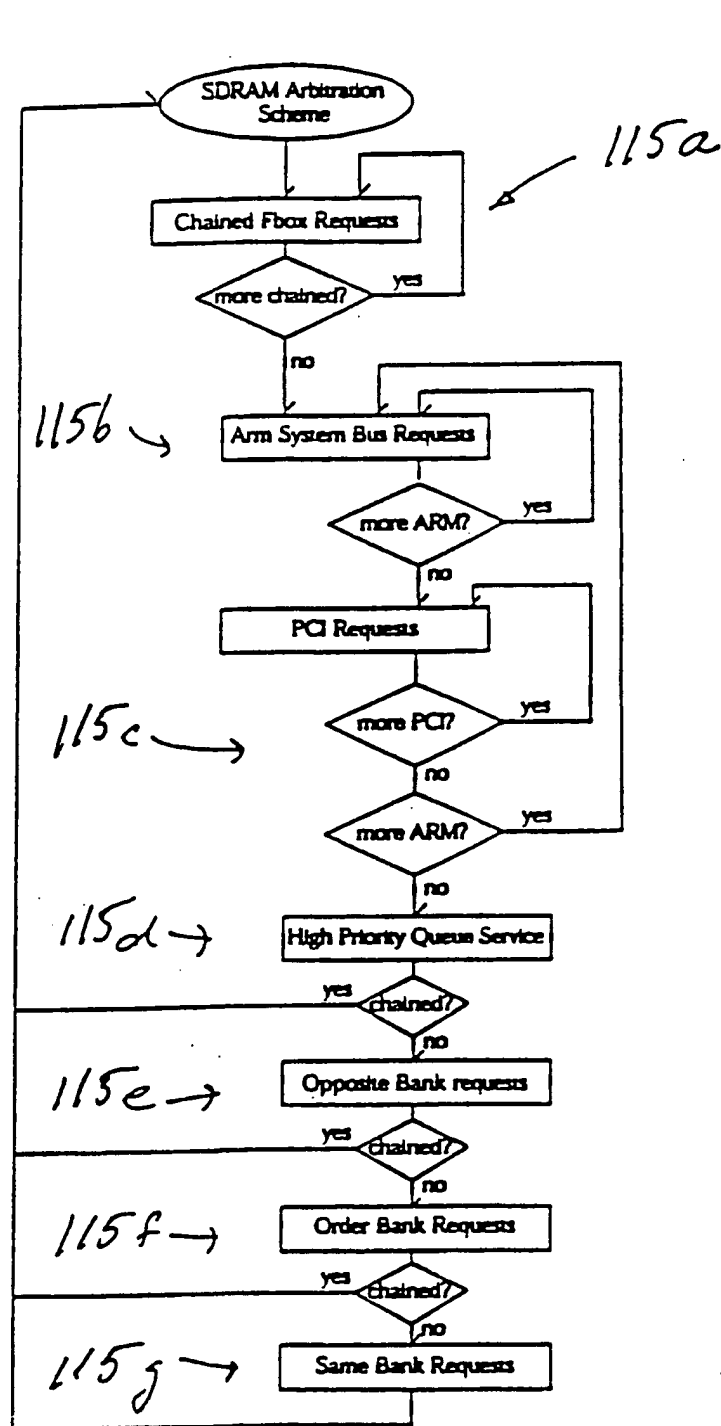 SDRAM Arbitration
Scheme
115a
Chained Fbox Requests
more chained?
yes
no
115b
Arm System Bus Requests
more ARM?
yes
no
PCI Requests
115c
more PCI?
yes
no
more ARM?
yes
no
115d
High Priority Queue Service
yes
chained?
no
115e
Opposite Bank requests
yes
chained?
no
115f
Order Bank Requests
yes
chained?
no
115g
Same Bank Requests